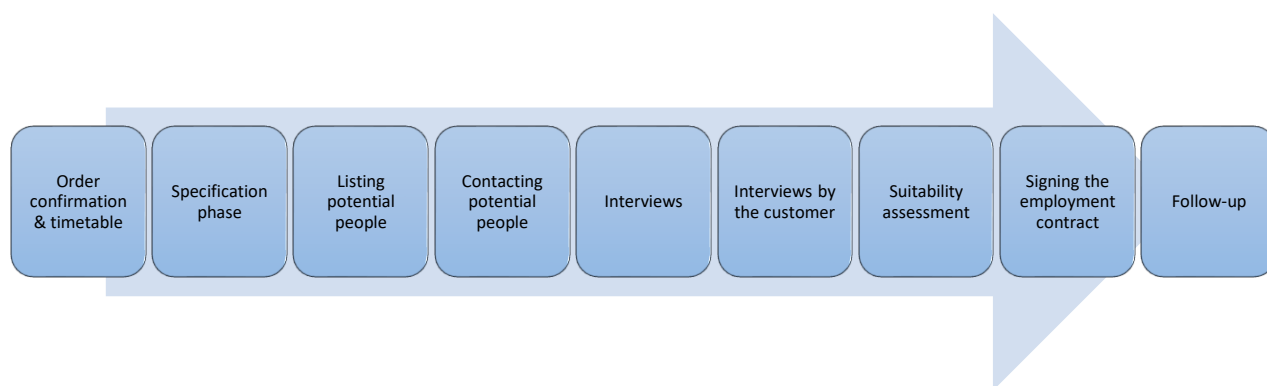 Order
confirmation
& timetable
Specification
phase
Listing
potential
people
Contacting
potential
people
Interviews
Interviews by
the customer
Suitability
assessment
Signing the
employment
contract
Follow-up